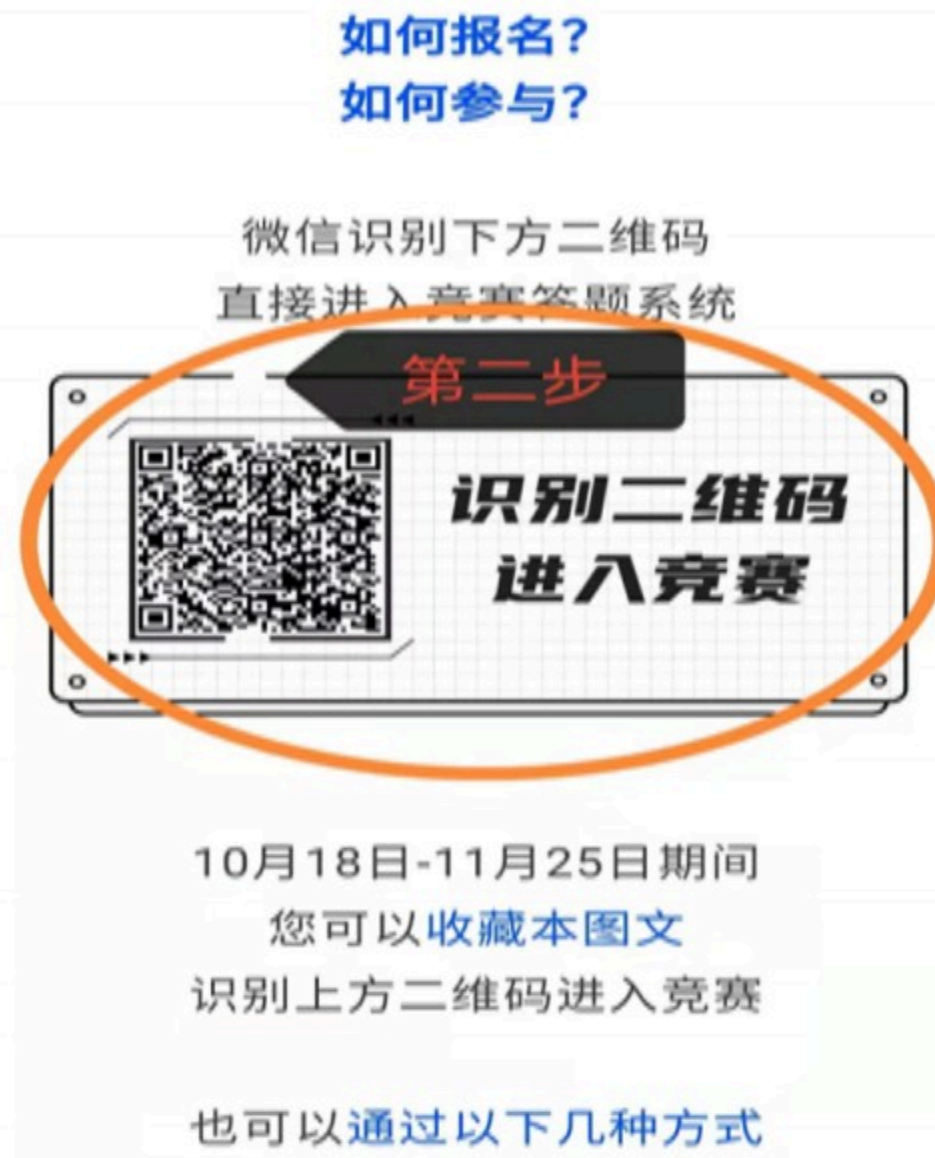 如何报名?
如何参与?
微信识别下方二维码
直接进入竞赛答题系统
第二步
识别二维码
进入竞赛
10月18日-11月25日期间
您可以收藏本图文
识别上方二维码进入竞赛
也可以通过以下几种方式